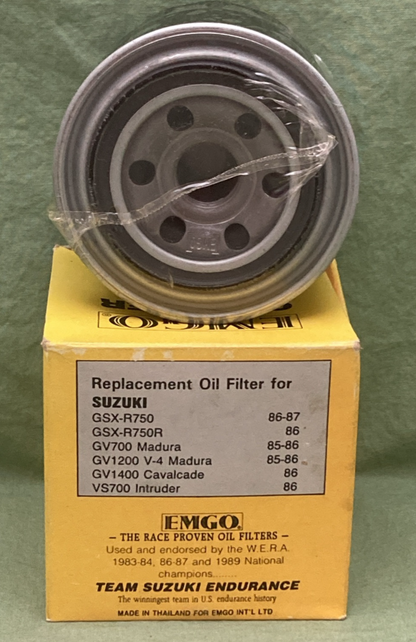 EMGO
Replacement Oil Filter for
SUZUKI
GSX-R750 86-87
GSX-R750R 86
GV700 Madura 85-86
GV1200 V-4 Madura 85-86
GV1400 Cavalcade 86
VS700 Intruder 86
EMGO®
– THE RACE PROVEN OIL FILTERS –
Used and endorsed by the W.E.R.A.
1983-84, 86-87 and 1989 National
champions........
TEAM SUZUKI ENDURANCE
The winningest team in U.S. endurance history
MADE IN THAILAND FOR EMGO INT'L LTD